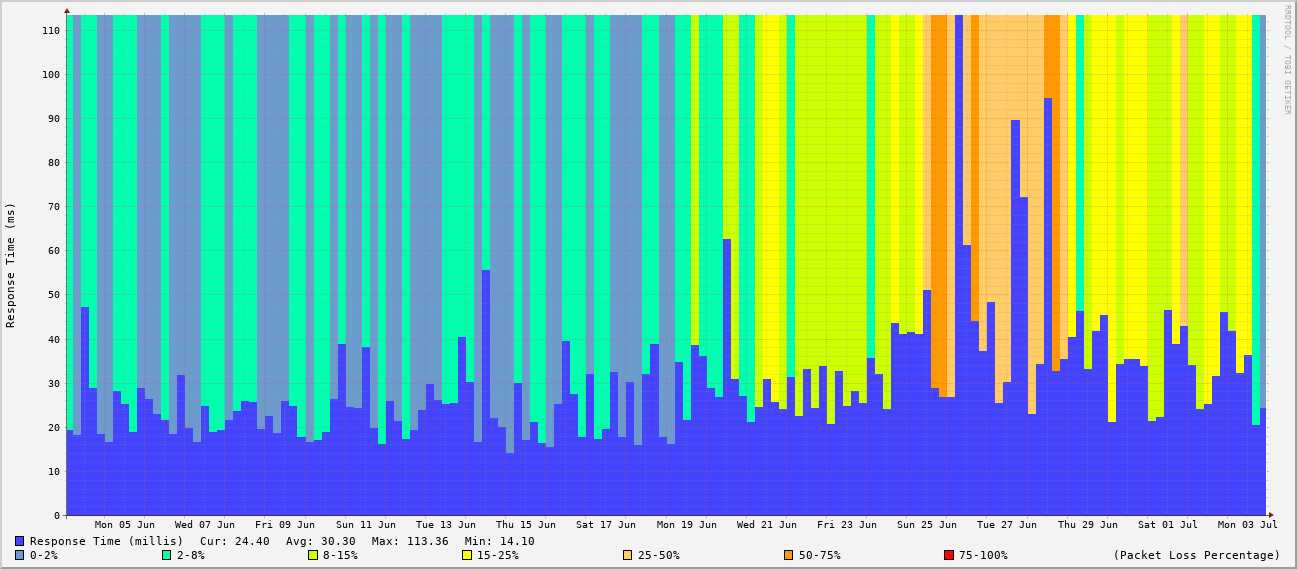 RRDTOOL / TOBI OETIKER
Response Time (ms)
110
100
90
80
70
60
50
40
30
20
10
0
Mon 05 Jun Wed 07 Jun Fri 09 Jun Sun 11 Jun Tue 13 Jun Thu 15 Jun Sat 17 Jun Mon 19 Jun Wed 21 Jun Fri 23 Jun Sun 25 Jun Tue 27 Jun Thu 29 Jun Sat 01 Jul Mon 03 Jul
Response Time (millis) Cur: 24.40 Avg: 30.30 Max: 113.36 Min: 14.10
0-2% 2-8% 8-15% 15-25% 25-50% 50-75% 75-100% (Packet Loss Percentage)